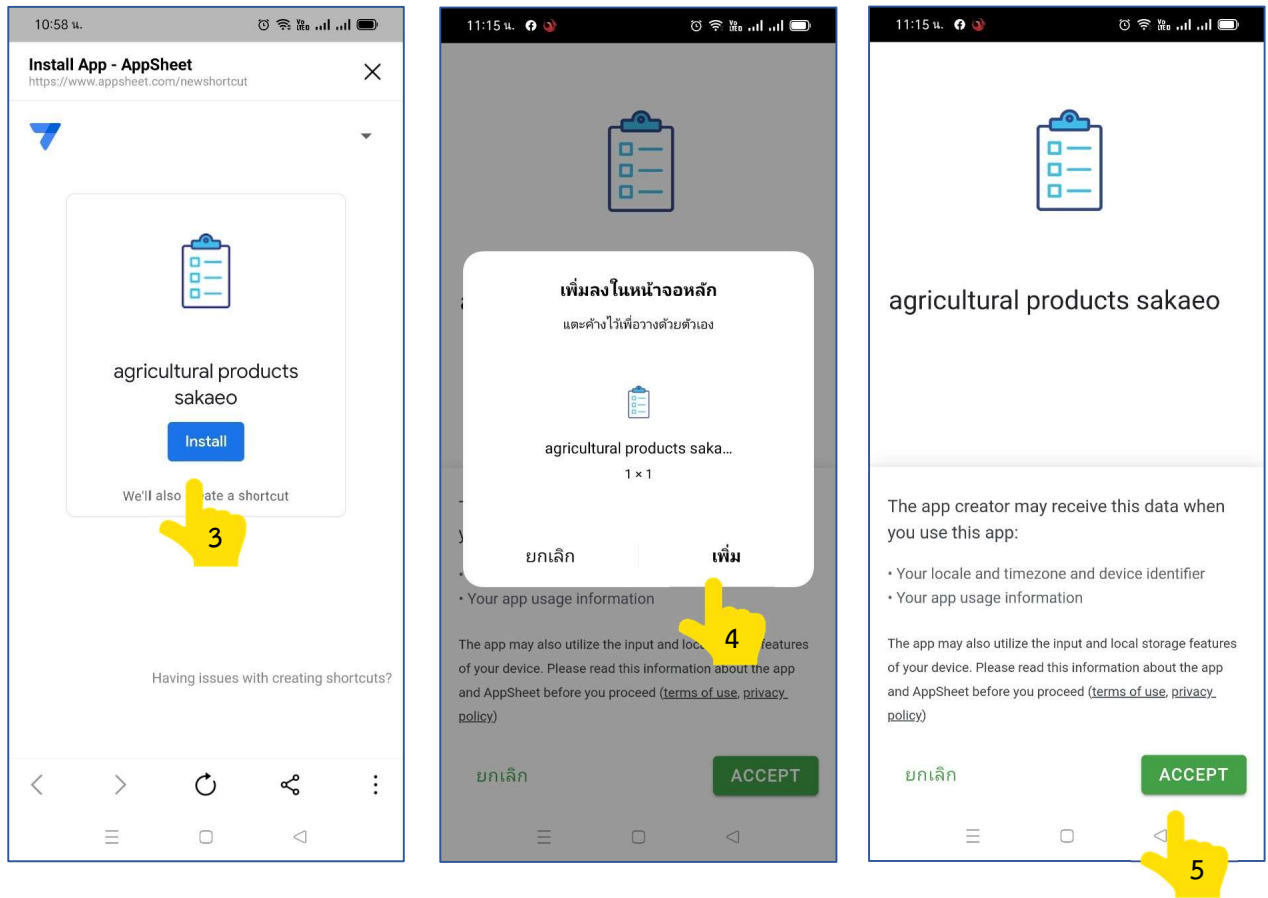 10:58 น.
Install App - AppSheet
https://www.appsheet.com/newshortcut
agricultural products
sakaeo
Install
We'll also create a shortcut
3
Having issues with creating shortcuts?
11:15 น.
เพิ่มลงในหน้าจอหลัก
แตะค้างไว้เพื่อวางด้วยตัวเอง
agricultural products saka...
1 × 1
ยกเลิก
เพิ่ม
• Your app usage information
4
The app may also utilize the input and local storage features
of your device. Please read this information about the app
and AppSheet before you proceed (terms of use, privacy
policy)
ยกเลิก
ACCEPT
11:15 น.
agricultural products sakaeo
The app creator may receive this data when
you use this app:
• Your locale and timezone and device identifier
• Your app usage information
The app may also utilize the input and local storage features
of your device. Please read this information about the app
and AppSheet before you proceed (terms of use, privacy
policy)
ยกเลิก
ACCEPT
5